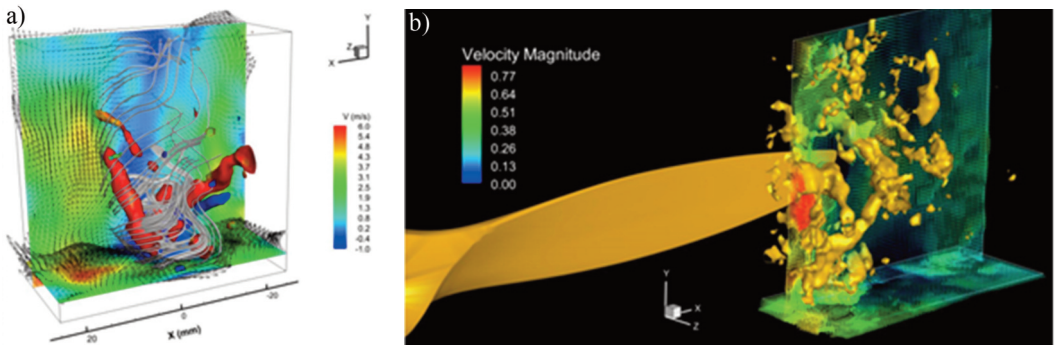 a)
Y
Z
X
V (m/s)
6.0
5.4
4.8
4.3
3.7
3.1
2.5
1.9
1.3
0.8
0.2
-0.4
-1.0
-20
0
X (mm)
20
b)
Velocity Magnitude
0.77
0.64
0.51
0.38
0.26
0.13
0.00
Y
X
Z